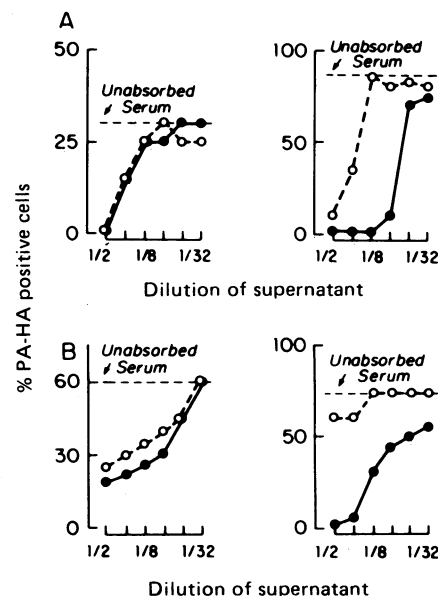 A
50
Unabsorbed
Serum
25
0
1/2
1/8
1/32
100
Unabsorbed
Serum
50
0
1/2
1/8
1/32
Dilution of supernatant
% PA-HA positive cells
B
Unabsorbed
Serum
60
30
0
1/2
1/8
1/32
100
Unabsorbed
Serum
50
0
1/2
1/8
1/32
Dilution of supernatant